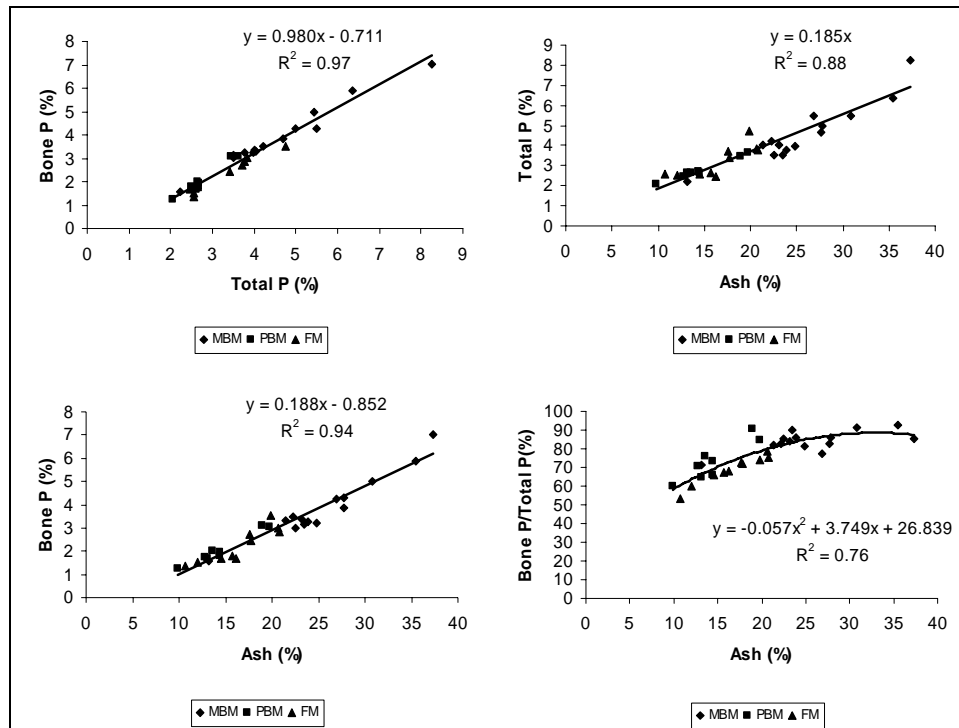 y = 0.980x - 0.711
R² = 0.97
Bone P (%)
8
7
6
5
4
3
2
1
0
0 1 2 3 4 5 6 7 8 9
Total P (%)
◆ MBM ■ PBM ▲ FM
y = 0.185x
R² = 0.88
Total P (%)
10
9
8
7
6
5
4
3
2
1
0
0 5 10 15 20 25 30 35 40
Ash (%)
◆ MBM ■ PBM ▲ FM
y = 0.188x - 0.852
R² = 0.94
Bone P (%)
8
7
6
5
4
3
2
1
0
0 5 10 15 20 25 30 35 40
Ash (%)
◆ MBM ■ PBM ▲ FM
Bone P/Total P(%)
100
90
80
70
60
50
40
30
20
10
0
y = -0.057x² + 3.749x + 26.839
R² = 0.76
0 5 10 15 20 25 30 35 40
Ash (%)
◆ MBM ■ PBM ▲ FM